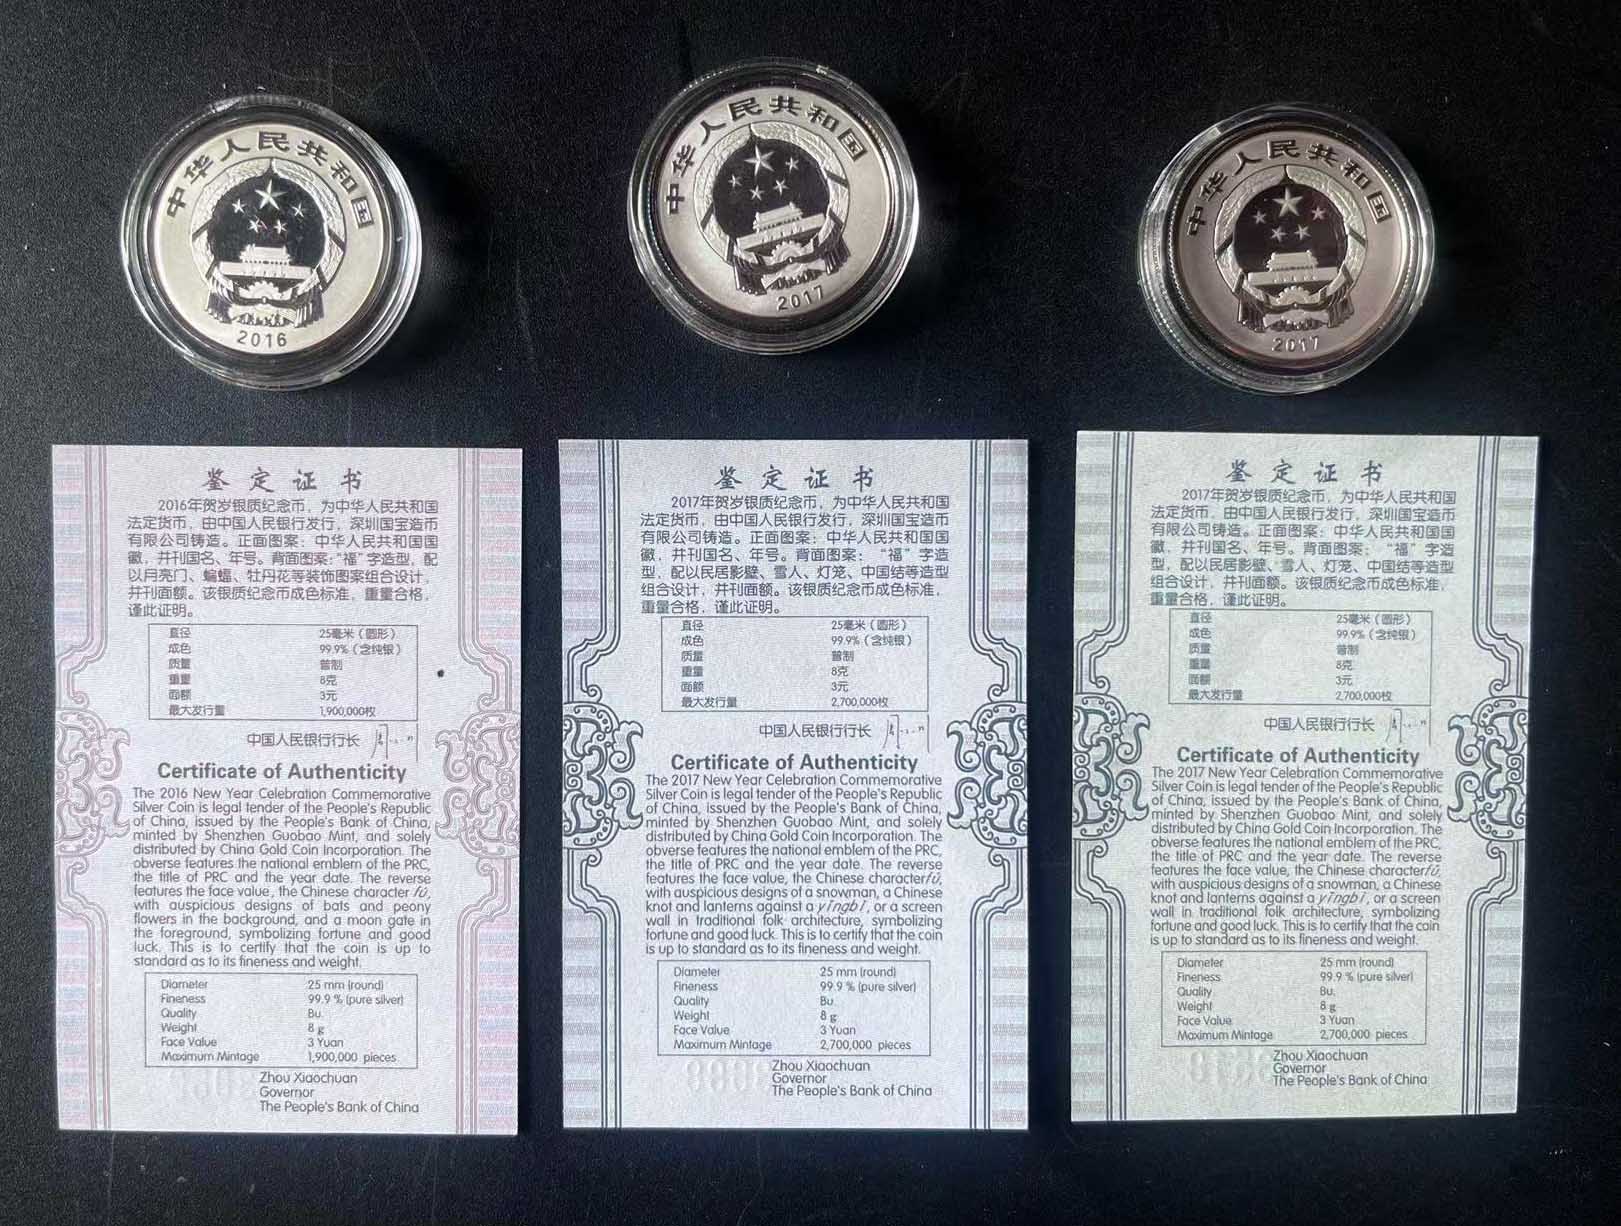 中华人民共和国
2016
中华人民共和国
2017
中华人民共和国
2017
鉴定证书
2016年贺岁银质纪念币，为中华人民共和国
法定货币，由中国人民银行发行，深圳国宝造币
有限公司铸造。正面图案：中华人民共和国国
徽，并刊国名、年号。背面图案：“福”字造型，配
以月亮门、蝙蝠、牡丹花等装饰图案组合设计，
并刊面额。该银质纪念币成色标准，重量合格，
谨此证明。
直径 25毫米（圆形）
成色 99.9%（含纯银）
质量 普制
重量 8克
面额 3元
最大发行量 1,900,000枚
中国人民银行行长
Certificate of Authenticity
The 2016 New Year Celebration Commemorative
Silver Coin is legal tender of the People's Republic
of China, issued by the People's Bank of China,
minted by Shenzhen Guobao Mint, and solely
distributed by China Gold Coin Incorporation. The
obverse features the national emblem of the PRC,
the title of PRC and the year date. The reverse
features the face value, the Chinese character fú,
with auspicious designs of bats and peony
flowers in the background, and a moon gate in
the foreground, symbolizing fortune and good
luck. This is to certify that the coin is up to
standard as to its fineness and weight.
Diameter 25 mm (round)
Fineness 99.9 % (pure silver)
Quality Bu.
Weight 8 g
Face Value 3 Yuan
Maximum Mintage 1,900,000 pieces
Zhou Xiaochuan
Governor
The People's Bank of China
鉴定证书
2017年贺岁银质纪念币，为中华人民共和国
法定货币，由中国人民银行发行，深圳国宝造币
有限公司铸造。正面图案：中华人民共和国国
徽，并刊国名、年号。背面图案：“福”字造
型，配以民居影壁、雪人、灯笼、中国结等造型
组合设计，并刊面额。该银质纪念币成色标准，
重量合格，谨此证明。
直径 25毫米（圆形）
成色 99.9%（含纯银）
质量 普制
重量 8克
面额 3元
最大发行量 2,700,000枚
中国人民银行行长
Certificate of Authenticity
The 2017 New Year Celebration Commemorative
Silver Coin is legal tender of the People's Republic
of China, issued by the People's Bank of China,
minted by Shenzhen Guobao Mint, and solely
distributed by China Gold Coin Incorporation. The
obverse features the national emblem of the PRC,
the title of PRC and the year date. The reverse
features the face value, the Chinese character fú,
with auspicious designs of a snowman, a Chinese
knot and lanterns against a yǐngbì, or a screen
wall in traditional folk architecture, symbolizing
fortune and good luck. This is to certify that the coin
is up to standard as to its fineness and weight.
Diameter 25 mm (round)
Fineness 99.9 % (pure silver)
Quality Bu.
Weight 8 g
Face Value 3 Yuan
Maximum Mintage 2,700,000 pieces
Zhou Xiaochuan
Governor
The People's Bank of China
鉴定证书
2017年贺岁银质纪念币，为中华人民共和国
法定货币，由中国人民银行发行，深圳国宝造币
有限公司铸造。正面图案：中华人民共和国国
徽，并刊国名、年号。背面图案：“福”字造
型，配以民居影壁、雪人、灯笼、中国结等造型
组合设计，并刊面额。该银质纪念币成色标准，
重量合格，谨此证明。
直径 25毫米（圆形）
成色 99.9%（含纯银）
质量 普制
重量 8克
面额 3元
最大发行量 2,700,000枚
中国人民银行行长
Certificate of Authenticity
The 2017 New Year Celebration Commemorative
Silver Coin is legal tender of the People's Republic
of China, issued by the People's Bank of China,
minted by Shenzhen Guobao Mint, and solely
distributed by China Gold Coin Incorporation. The
obverse features the national emblem of the PRC,
the title of PRC and the year date. The reverse
features the face value, the Chinese character fú,
with auspicious designs of a snowman, a Chinese
knot and lanterns against a yǐngbì, or a screen
wall in traditional folk architecture, symbolizing
fortune and good luck. This is to certify that the coin
is up to standard as to its fineness and weight.
Diameter 25 mm (round)
Fineness 99.9 % (pure silver)
Quality Bu.
Weight 8 g
Face Value 3 Yuan
Maximum Mintage 2,700,000 pieces
Zhou Xiaochuan
Governor
The People's Bank of China